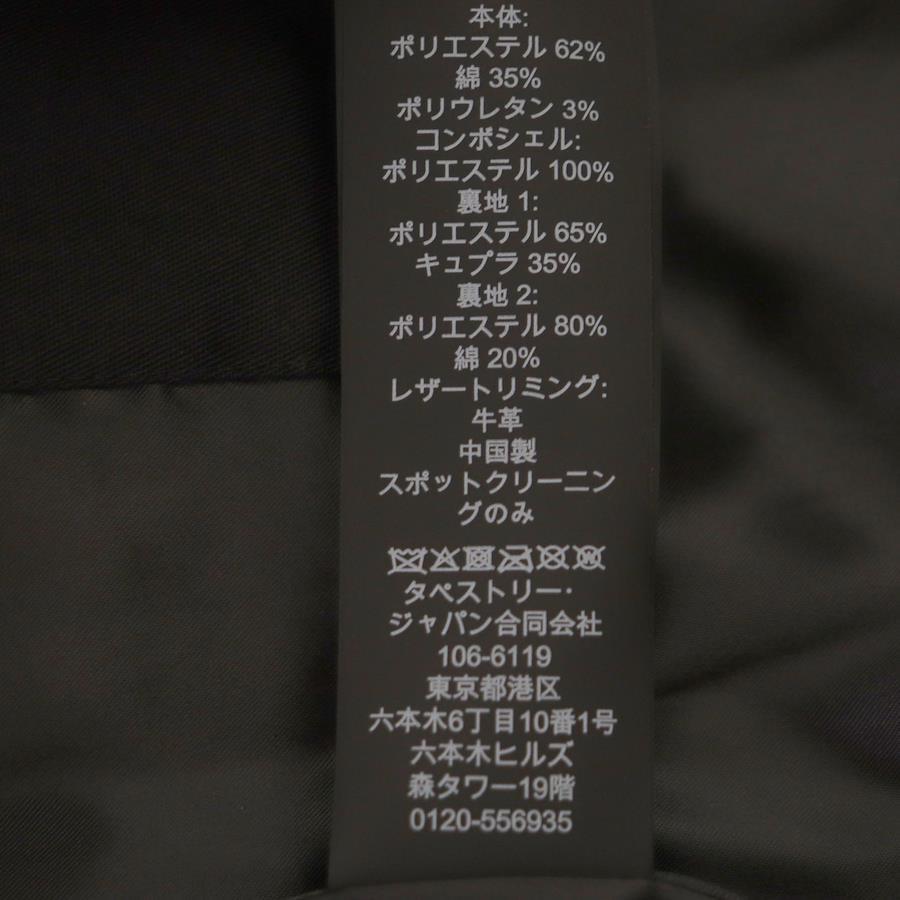 本体:
ポリエステル 62%
綿 35%
ポリウレタン 3%
コンボシェル:
ポリエステル 100%
裏地 1:
ポリエステル 65%
キュプラ 35%
裏地 2:
ポリエステル 80%
綿 20%
レザートリミング:
牛革
中国製
スポットクリーニン
グのみ
タペストリー・
ジャパン合同会社
106-6119
東京都港区
六本木6丁目10番1号
六本木ヒルズ
森タワー19階
0120-556935